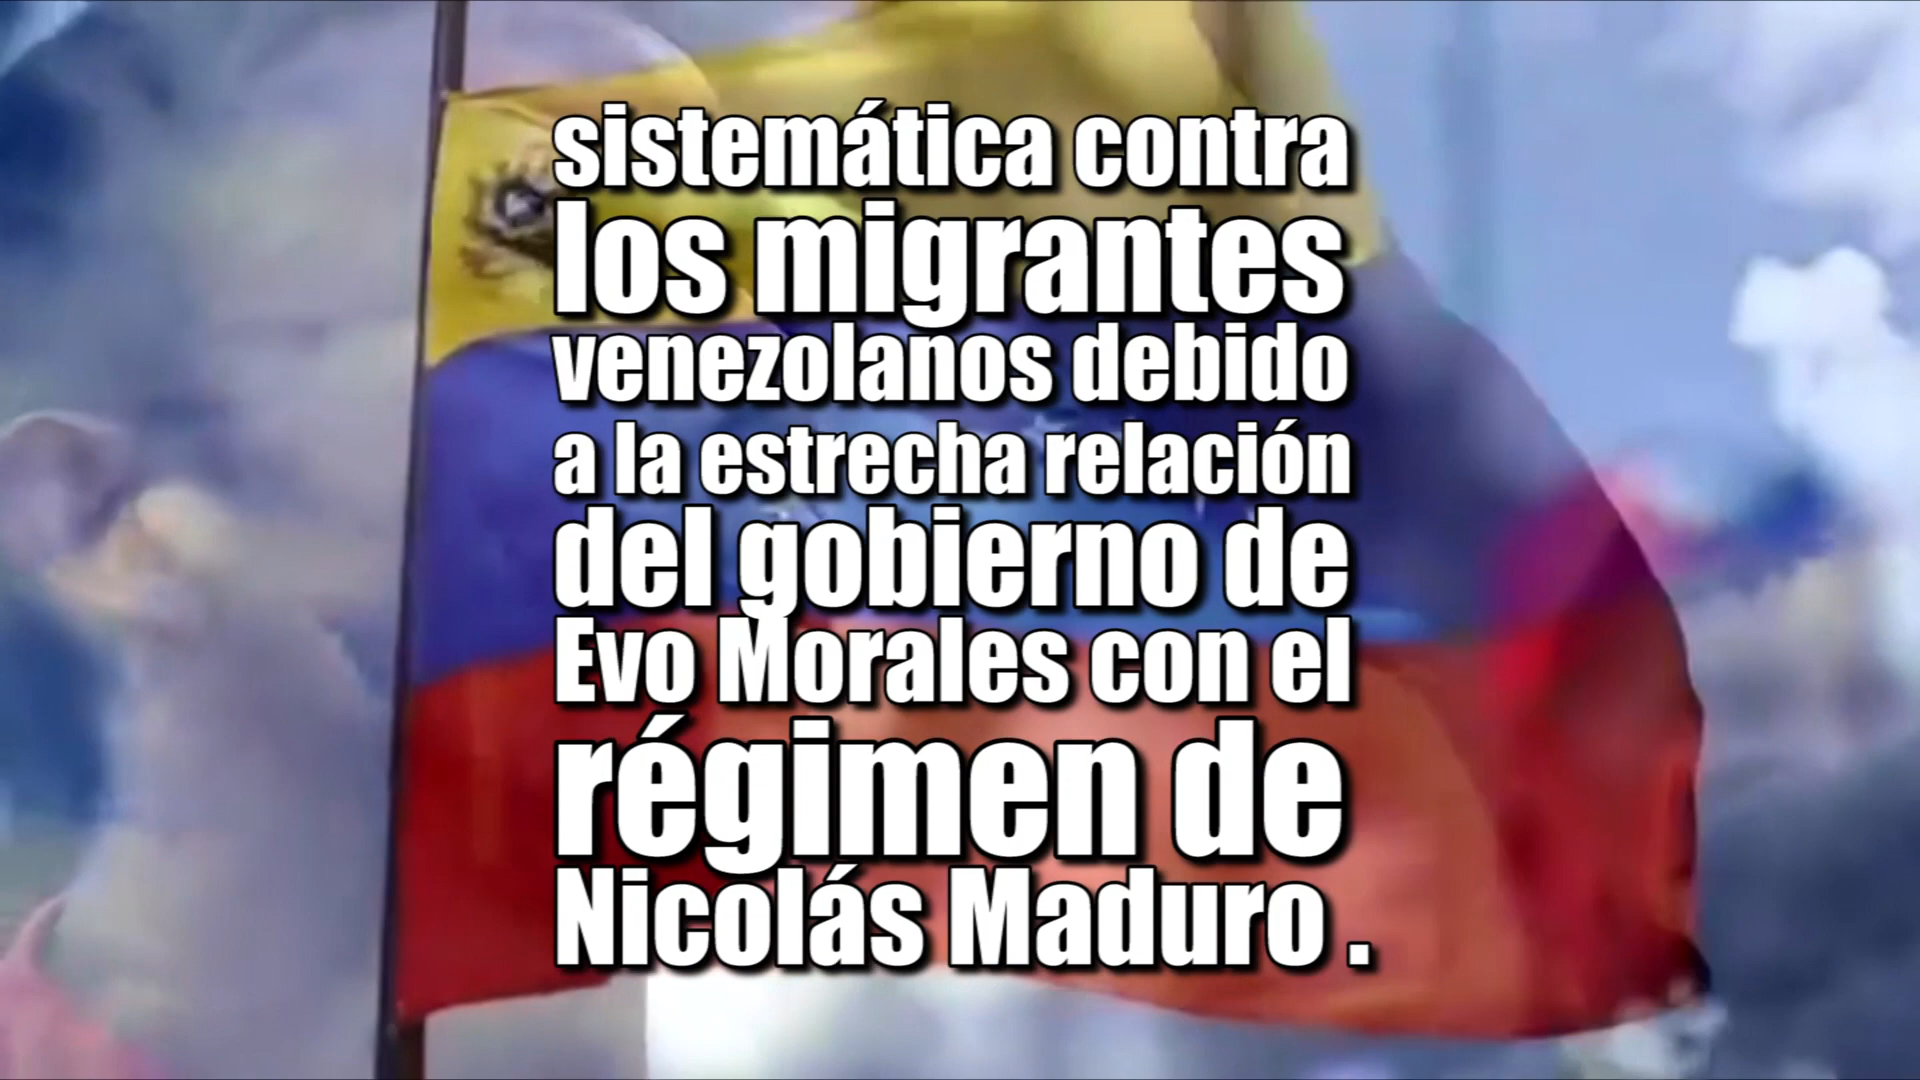 sistemática contra
los migrantes
venezolanos debido
a la estrecha relación
del gobierno de
Evo Morales con el
régimen de
Nicolás Maduro .